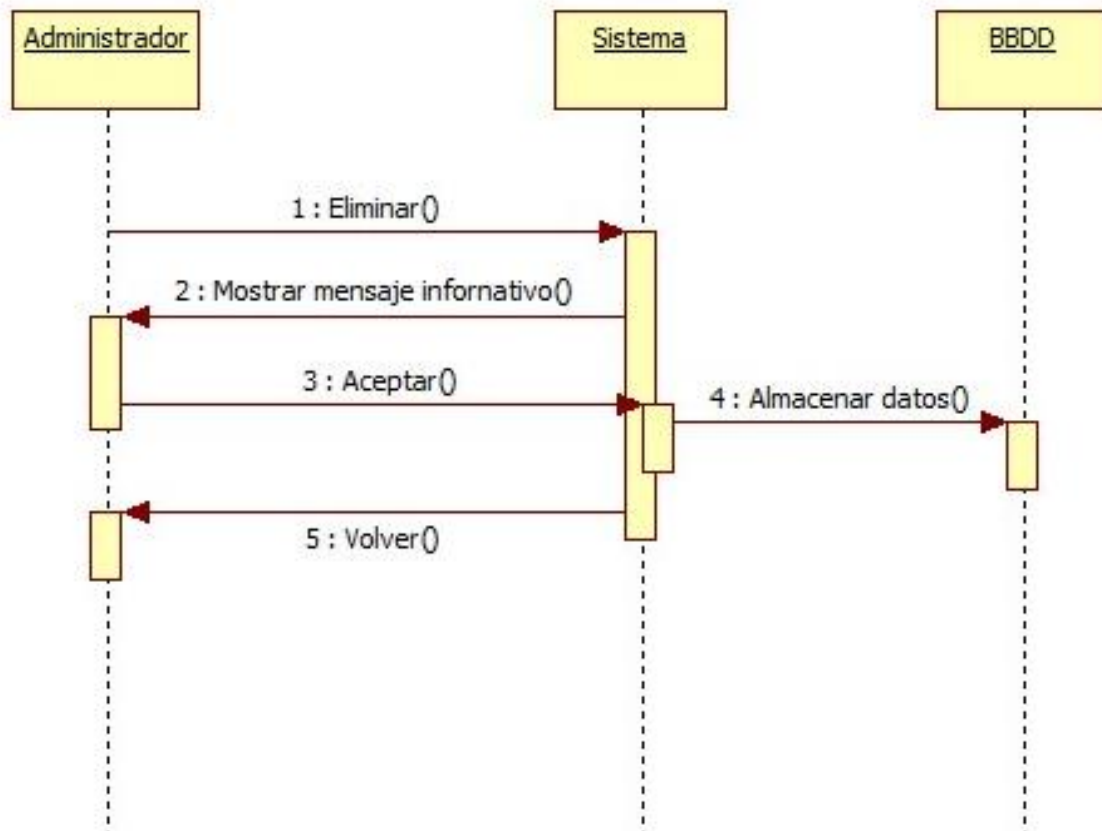 Administrador
Sistema
BBDD
1 : Eliminar()
2 : Mostrar mensaje infornativo()
3 : Aceptar()
4 : Almacenar datos()
5 : Volver()